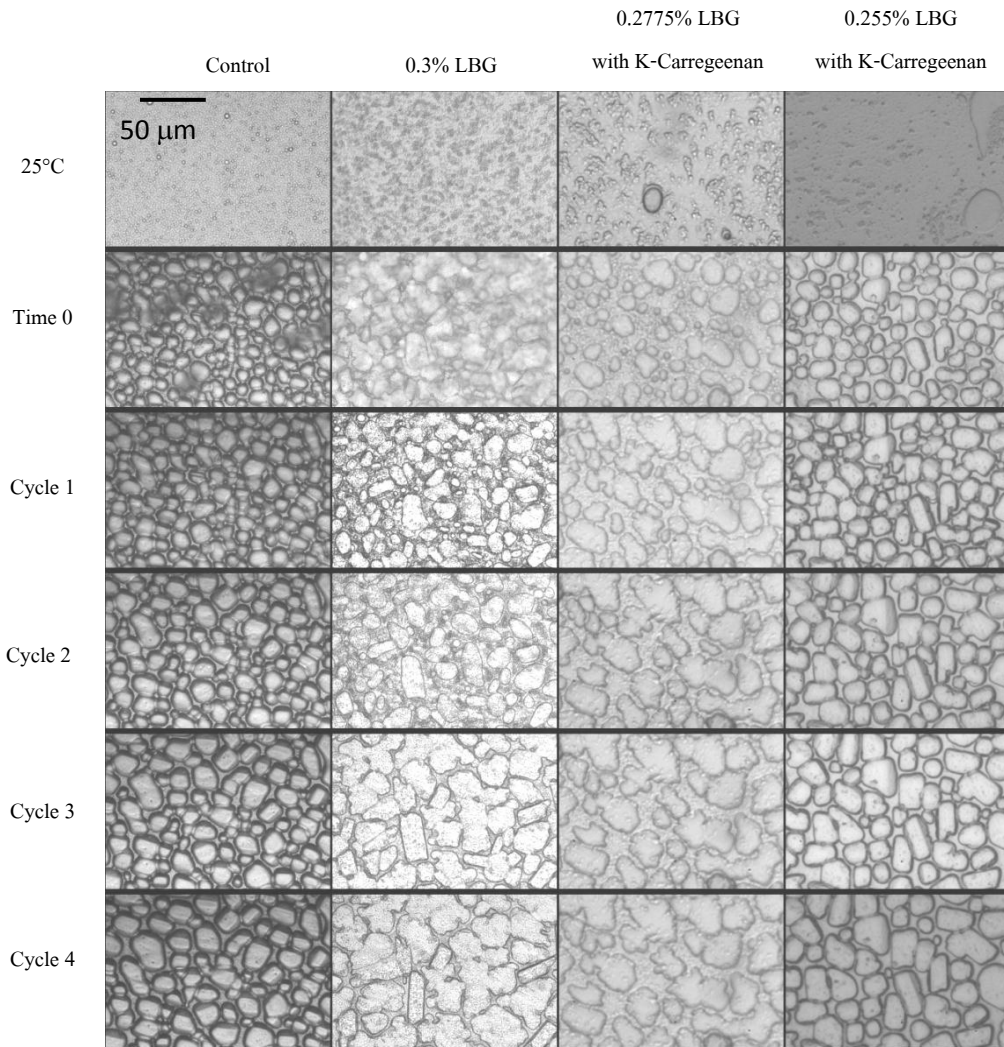 0.2775% LBG 0.255% LBG
Control 0.3% LBG with K-Carregeenan with K-Carregeenan
50 μm
25°C
Time 0
Cycle 1
Cycle 2
Cycle 3
Cycle 4